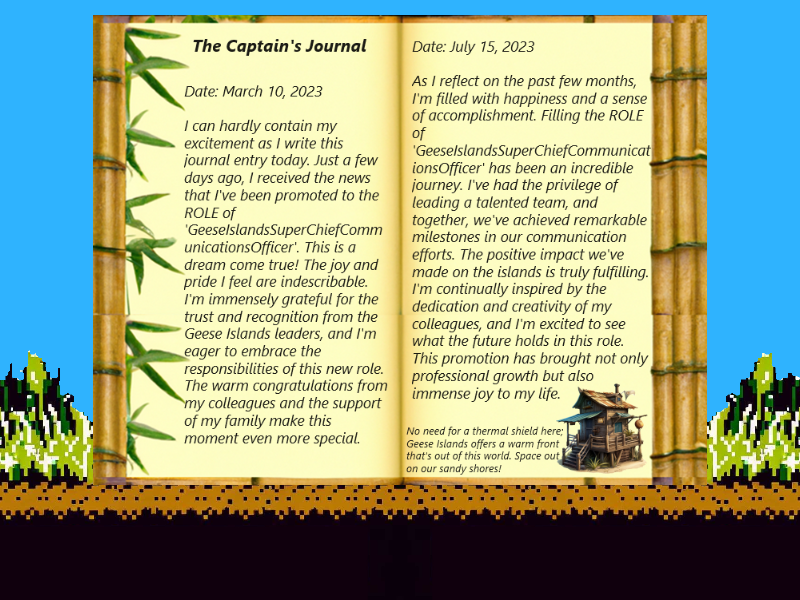 The Captain's Journal
Date: March 10, 2023
I can hardly contain my
excitement as I write this
journal entry today. Just a few
days ago, I received the news
that I've been promoted to the
ROLE of
'GeeseIslandsSuperChiefComm
unicationsOfficer'. This is a
dream come true! The joy and
pride I feel are indescribable.
I'm immensely grateful for the
trust and recognition from the
Geese Islands leaders, and I'm
eager to embrace the
responsibilities of this new role.
The warm congratulations from
my colleagues and the support
of my family make this
moment even more special.
Date: July 15, 2023
As I reflect on the past few months,
I'm filled with happiness and a sense
of accomplishment. Filling the ROLE
of
'GeeseIslandsSuperChiefCommunicat
ionsOfficer' has been an incredible
journey. I've had the privilege of
leading a talented team, and
together, we've achieved remarkable
milestones in our communication
efforts. The positive impact we've
made on the islands is truly fulfilling.
I'm continually inspired by the
dedication and creativity of my
colleagues, and I'm excited to see
what the future holds in this role.
This promotion has brought not only
professional growth but also
immense joy to my life.
No need for a thermal shield here;
Geese Islands offers a warm front
that's out of this world. Space out
on our sandy shores!